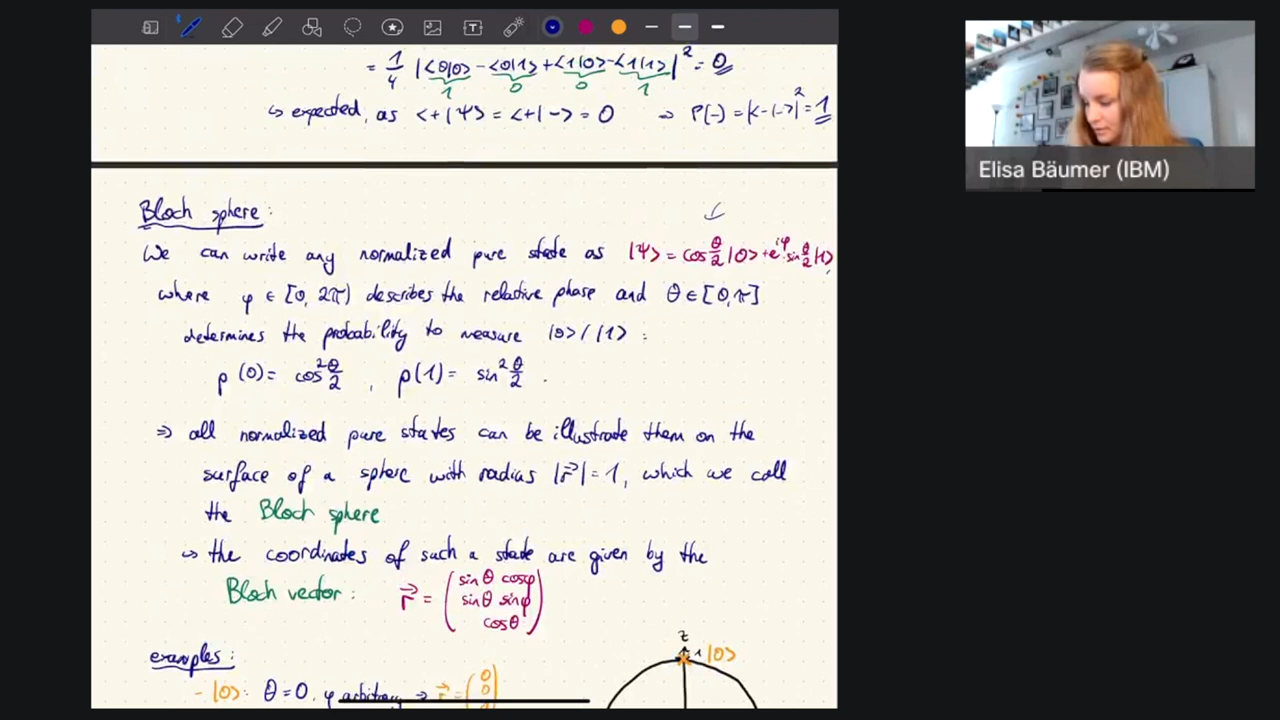 = 1/4 |<0|0> - <0|1> + <1|0> - <1|1>|² = 0
1 0 0 1
↳ expected, as <+|Ψ> = <+|-> = 0 ⇒ P(-) = |<-|->|² = 1
Bloch sphere:
We can write any normalized pure state as |Ψ> = cos θ/2 |0> + e^{iφ} · sin θ/2 |1>,
where φ ∈ [0, 2π) describes the relative phase and θ ∈ [0, π]
determines the probability to measure |0> / |1> :
p(0) = cos² θ/2 , p(1) = sin² θ/2 .
⇒ all normalized pure states can be illustrate them on the
surface of a sphere with radius |r⃗| = 1, which we call
the Bloch sphere
↳ the coordinates of such a state are given by the
Bloch vector: r⃗ = ( sin θ cos φ
sin θ sin φ
cos θ )
examples:
z
1 |0>
- |0>: θ = 0, φ arbitrary → r⃗ = ( 0
0
1 )
Elisa Bäumer (IBM)